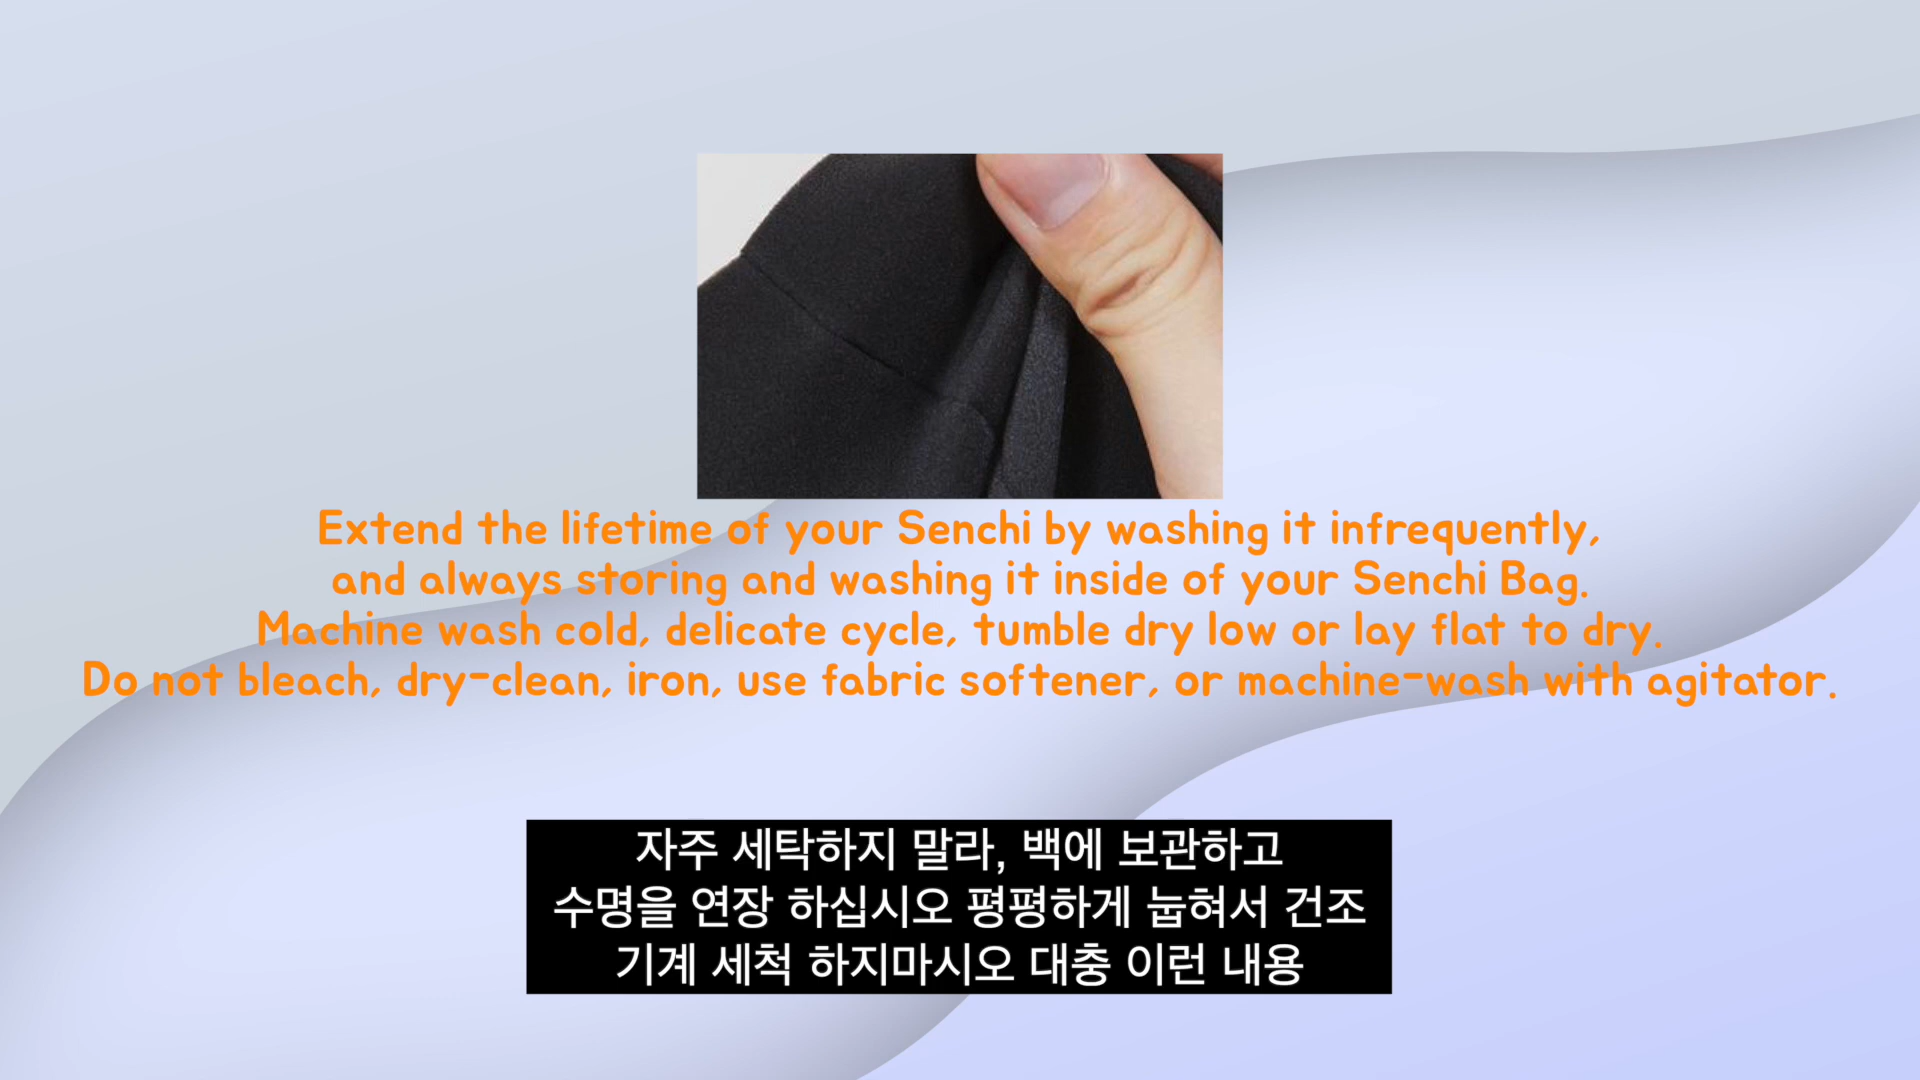 Extend the lifetime of your Senchi by washing it infrequently,
and always storing and washing it inside of your Senchi Bag.
Machine wash cold, delicate cycle, tumble dry low or lay flat to dry.
Do not bleach, dry-clean, iron, use fabric softener, or machine-wash with agitator.
자주 세탁하지 말라, 백에 보관하고
수명을 연장 하십시오 평평하게 눕혀서 건조
기계 세척 하지마시오 대충 이런 내용